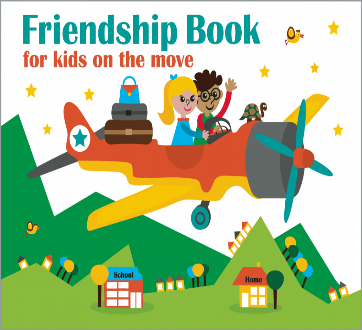 Friendship Book
for kids on the move
School
Home